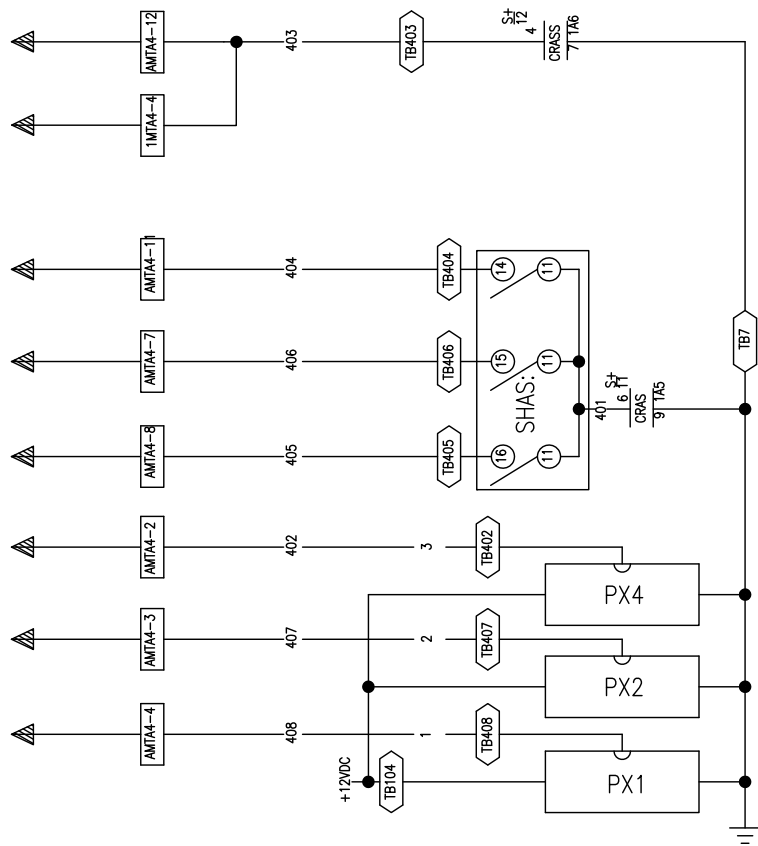 AMTA4-12
403
TB403
S+
12
4
CRASS
7
1A6
1MTA4-4
AMTA4-11
404
TB404
14
11
AMTA4-7
406
TB406
15
11
SHAS:
TB7
401
S+
11
6
CRAS
9
1A5
AMTA4-8
405
TB405
16
11
AMTA4-2
402
3
TB402
PX4
AMTA4-3
407
2
TB407
PX2
AMTA4-4
408
1
TB408
+12VDC
TB104
PX1